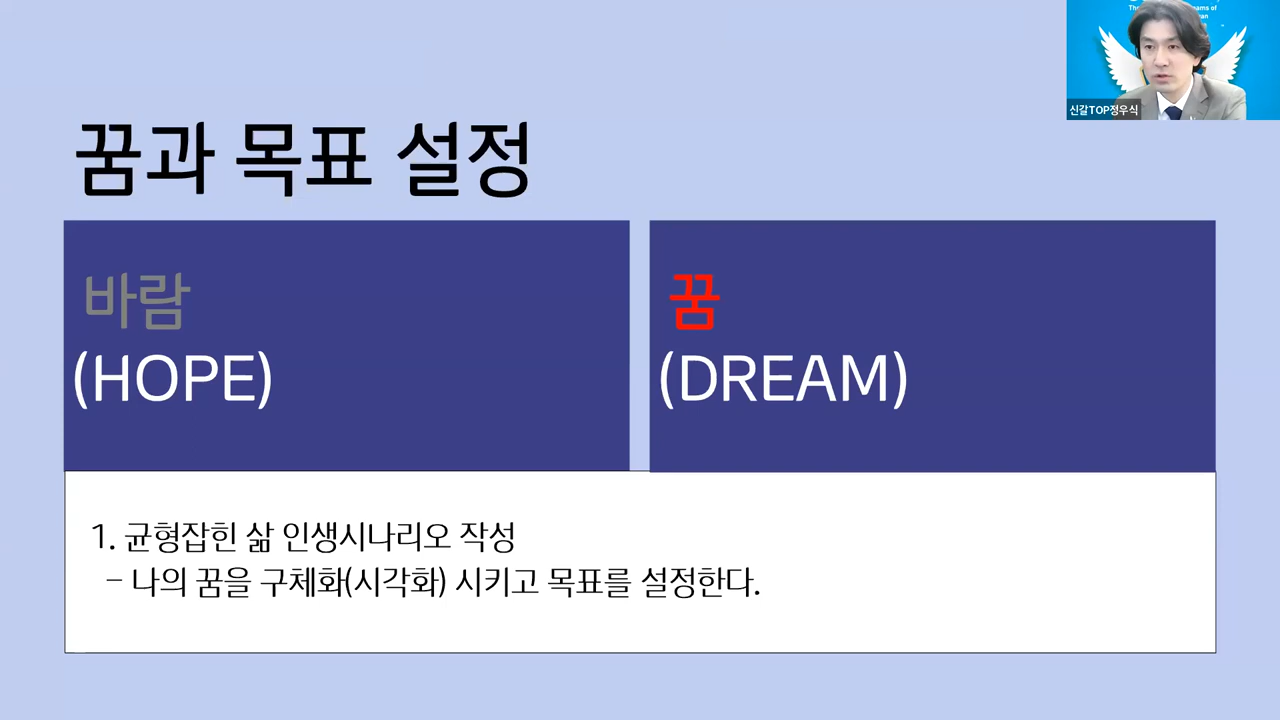 꿈과 목표 설정
바람
(HOPE)
꿈
(DREAM)
1. 균형잡힌 삶 인생시나리오 작성
- 나의 꿈을 구체화(시각화) 시키고 목표를 설정한다.
신갈TOP정우식